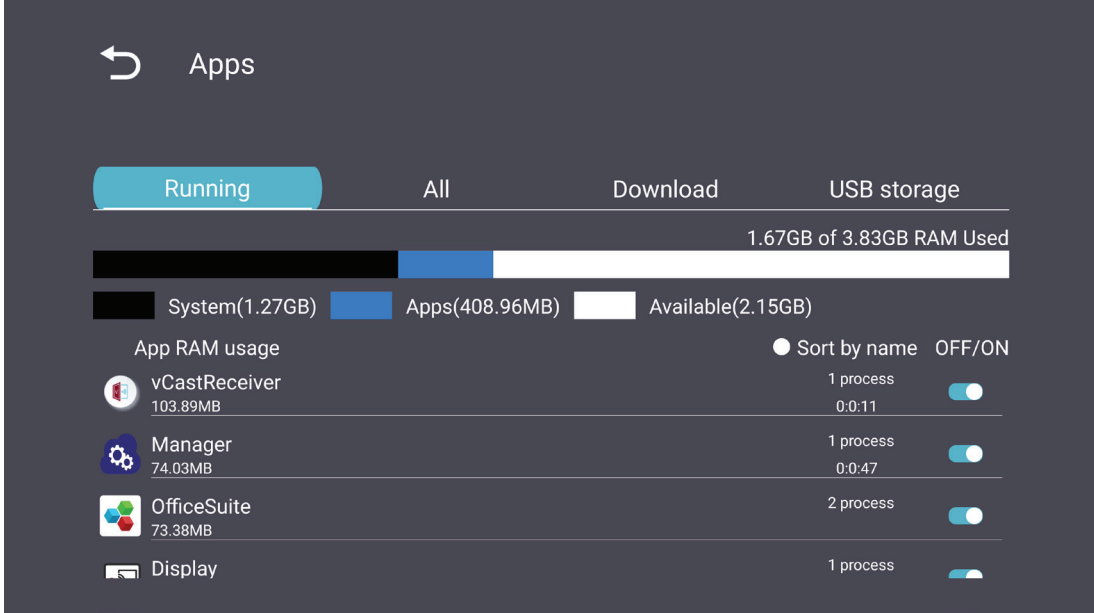 Apps
Running All Download USB storage
1.67GB of 3.83GB RAM Used
System(1.27GB) Apps(408.96MB) Available(2.15GB)
App RAM usage Sort by name OFF/ON
vCastReceiver 1 process
103.89MB 0:0:11
Manager 1 process
74.03MB 0:0:47
OfficeSuite 2 process
73.38MB
Display 1 process